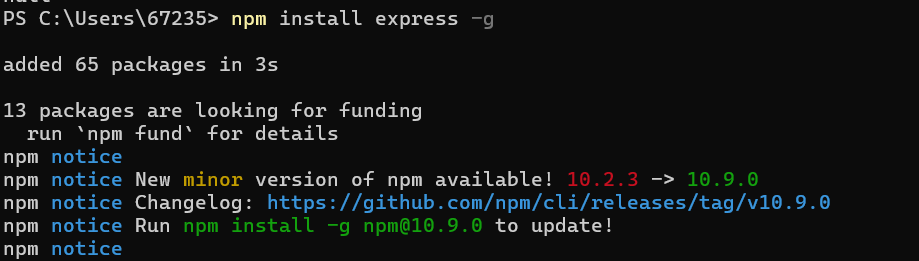 PS C:\Users\67235> npm install express -g
added 65 packages in 3s
13 packages are looking for funding
  run `npm fund` for details
npm notice
npm notice New minor version of npm available! 10.2.3 -> 10.9.0
npm notice Changelog: https://github.com/npm/cli/releases/tag/v10.9.0
npm notice Run npm install -g npm@10.9.0 to update!
npm notice